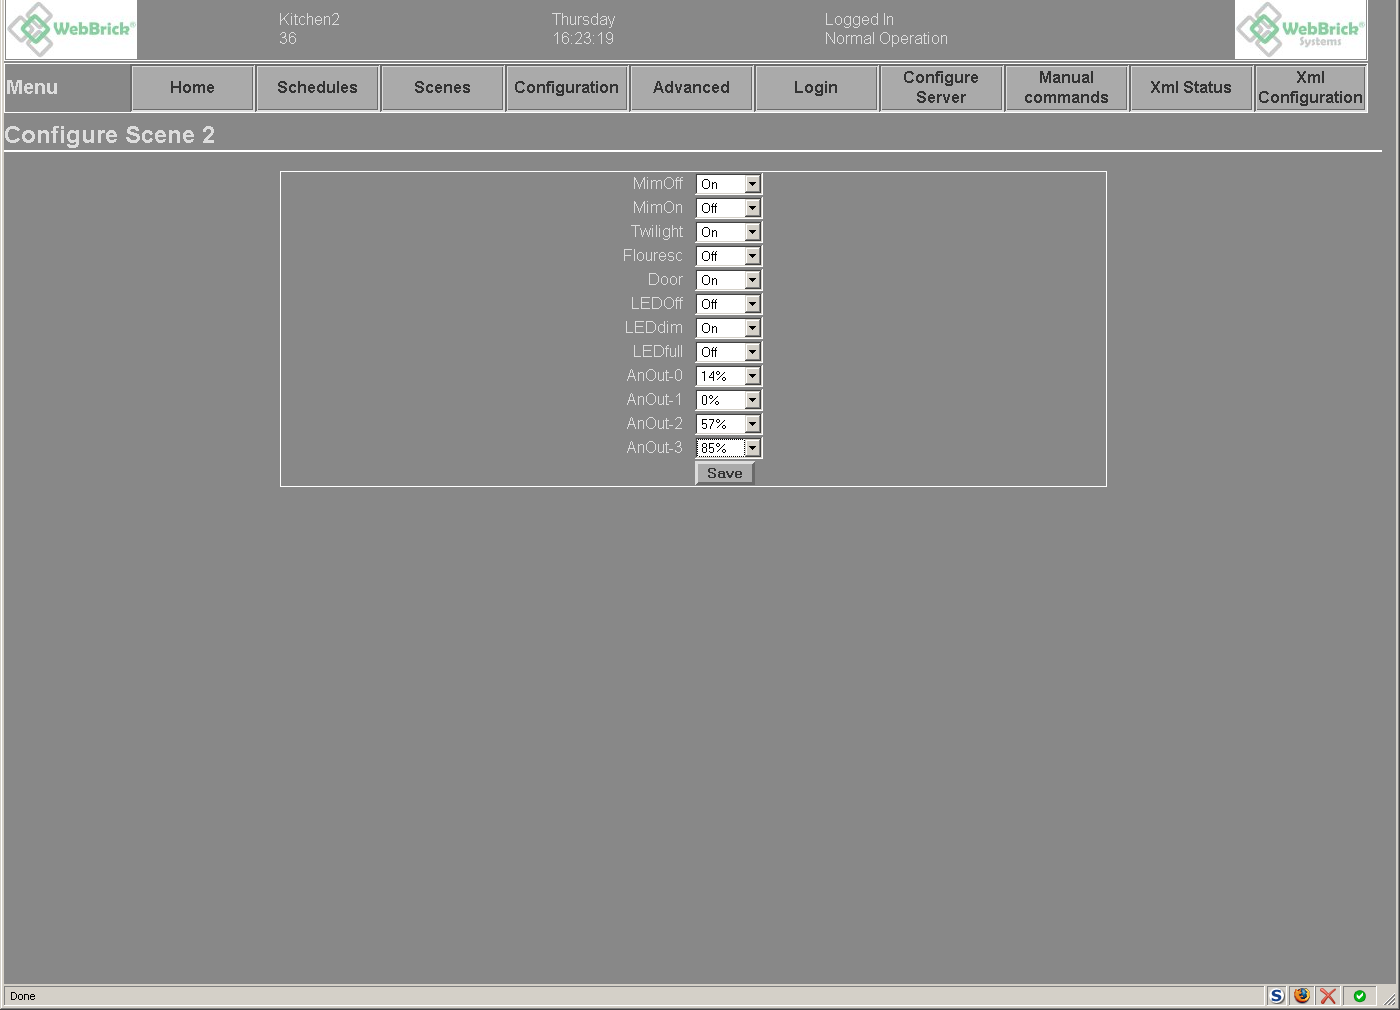 WebBrick®
Kitchen2
36
Thursday
16:23:19
Logged In
Normal Operation
WebBrick®
Systems
Menu
Home
Schedules
Scenes
Configuration
Advanced
Login
Configure
Server
Manual
commands
Xml Status
Xml
Configuration
Configure Scene 2
MimOff On
MimOn Off
Twilight On
Flouresc Off
Door On
LEDOff Off
LEDdim On
LEDfull Off
AnOut-0 14%
AnOut-1 0%
AnOut-2 57%
AnOut-3 85%
Save
Done
S